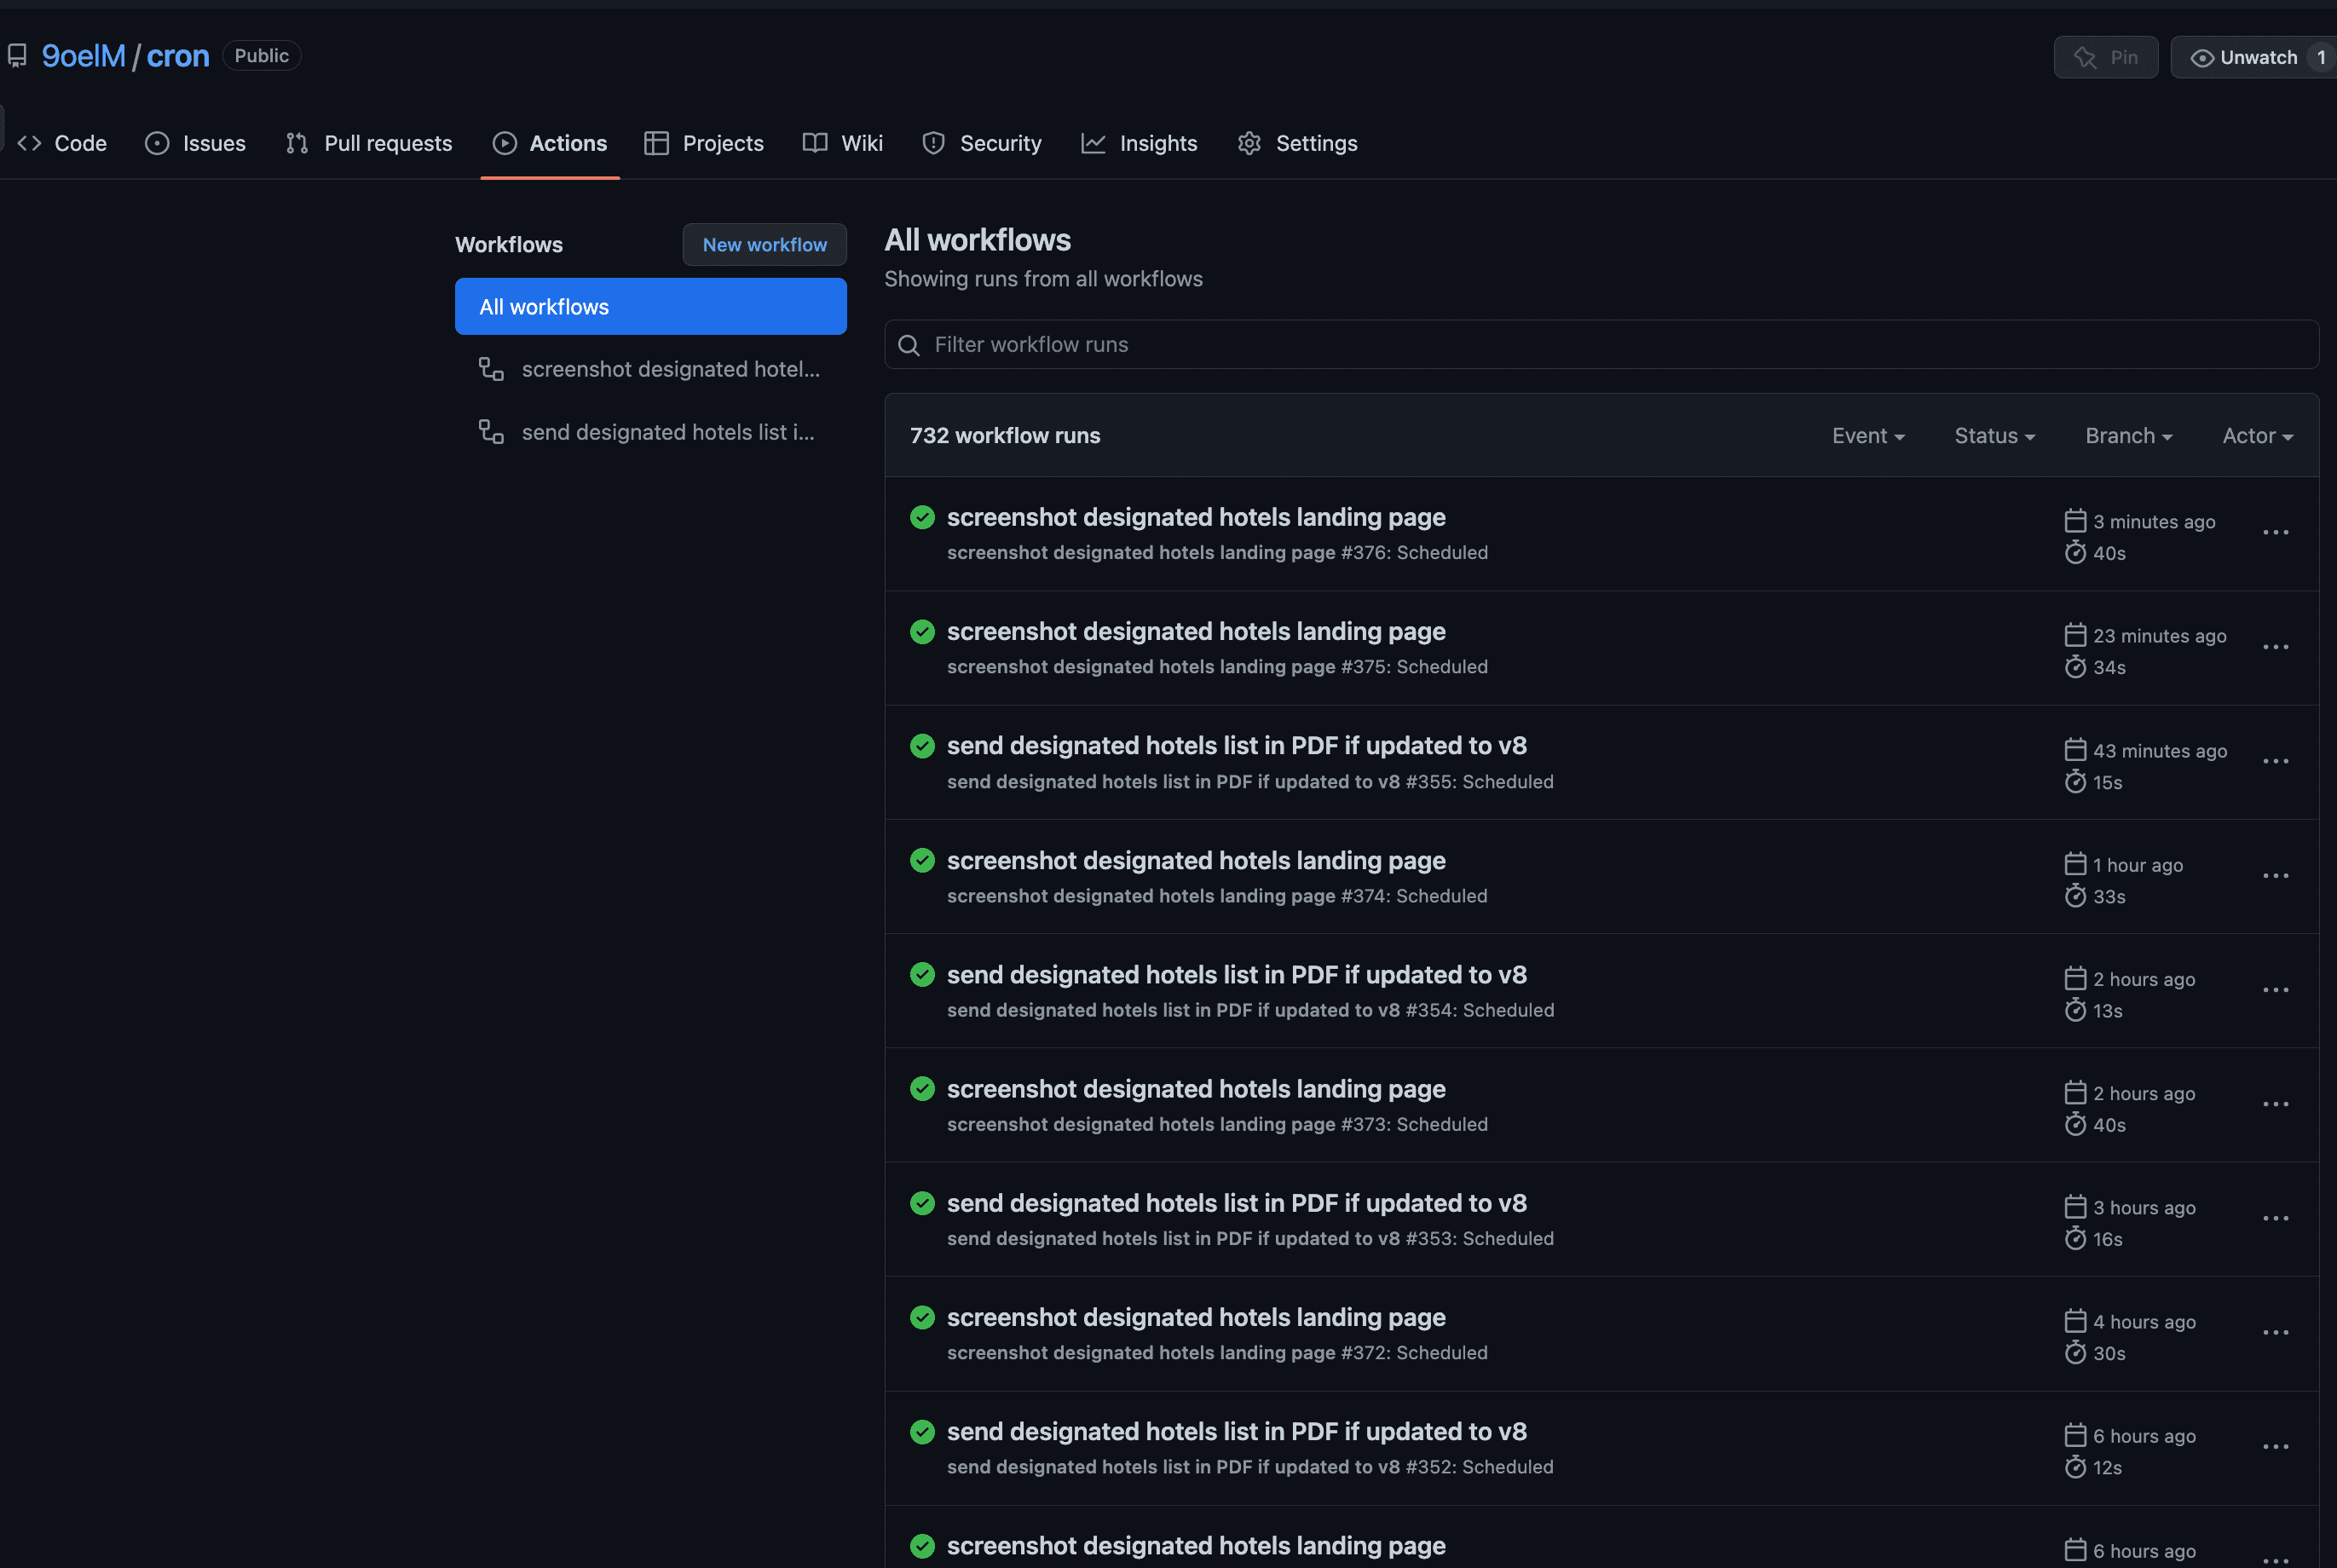 9oelM / cron Public
Pin
Unwatch 1
Code Issues Pull requests Actions Projects Wiki Security Insights Settings
Workflows
New workflow
All workflows
screenshot designated hotel...
send designated hotels list i...
All workflows
Showing runs from all workflows
Filter workflow runs
732 workflow runs
Event Status Branch Actor
screenshot designated hotels landing page
screenshot designated hotels landing page #376: Scheduled
3 minutes ago
40s
screenshot designated hotels landing page
screenshot designated hotels landing page #375: Scheduled
23 minutes ago
34s
send designated hotels list in PDF if updated to v8
send designated hotels list in PDF if updated to v8 #355: Scheduled
43 minutes ago
15s
screenshot designated hotels landing page
screenshot designated hotels landing page #374: Scheduled
1 hour ago
33s
send designated hotels list in PDF if updated to v8
send designated hotels list in PDF if updated to v8 #354: Scheduled
2 hours ago
13s
screenshot designated hotels landing page
screenshot designated hotels landing page #373: Scheduled
2 hours ago
40s
send designated hotels list in PDF if updated to v8
send designated hotels list in PDF if updated to v8 #353: Scheduled
3 hours ago
16s
screenshot designated hotels landing page
screenshot designated hotels landing page #372: Scheduled
4 hours ago
30s
send designated hotels list in PDF if updated to v8
send designated hotels list in PDF if updated to v8 #352: Scheduled
6 hours ago
12s
screenshot designated hotels landing page
6 hours ago